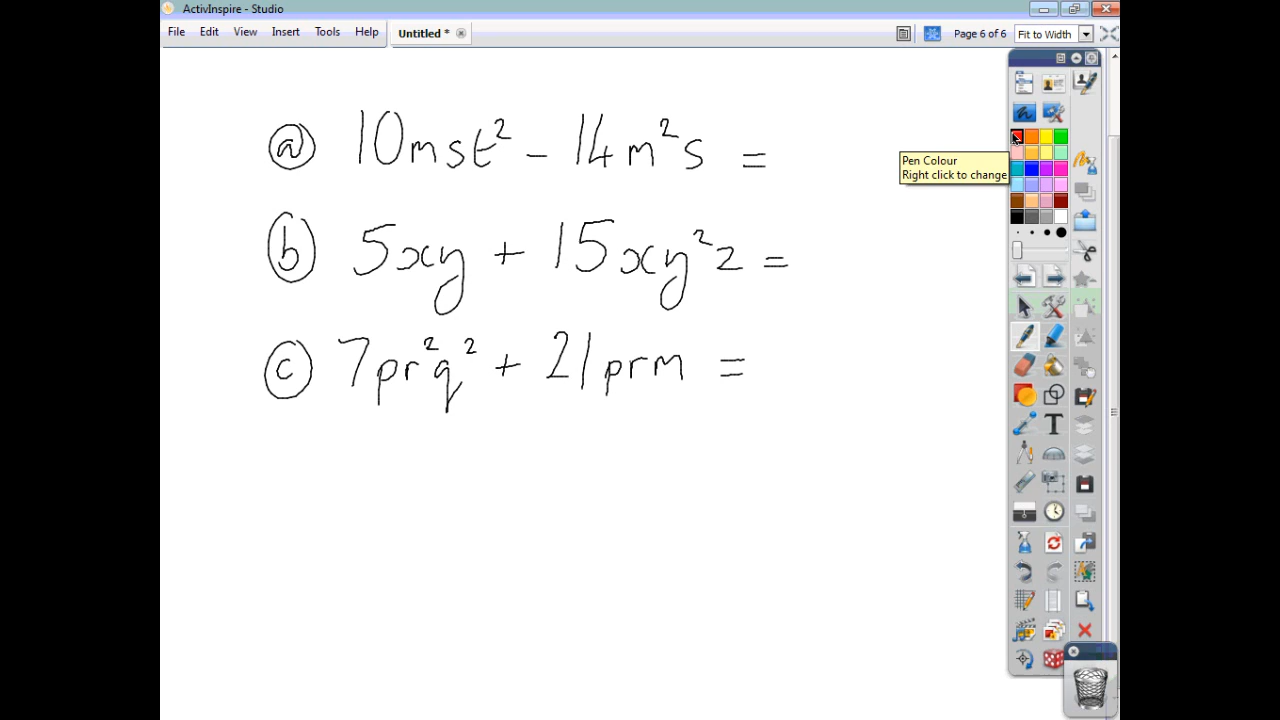 ActivInspire - Studio
File Edit View Insert Tools Help Untitled * Page 6 of 6 Fit to Width
Pen Colour
Right click to change
a 10mst² - 14m²s =
b 5xy + 15xy²z =
c 7pr²q² + 21prm =